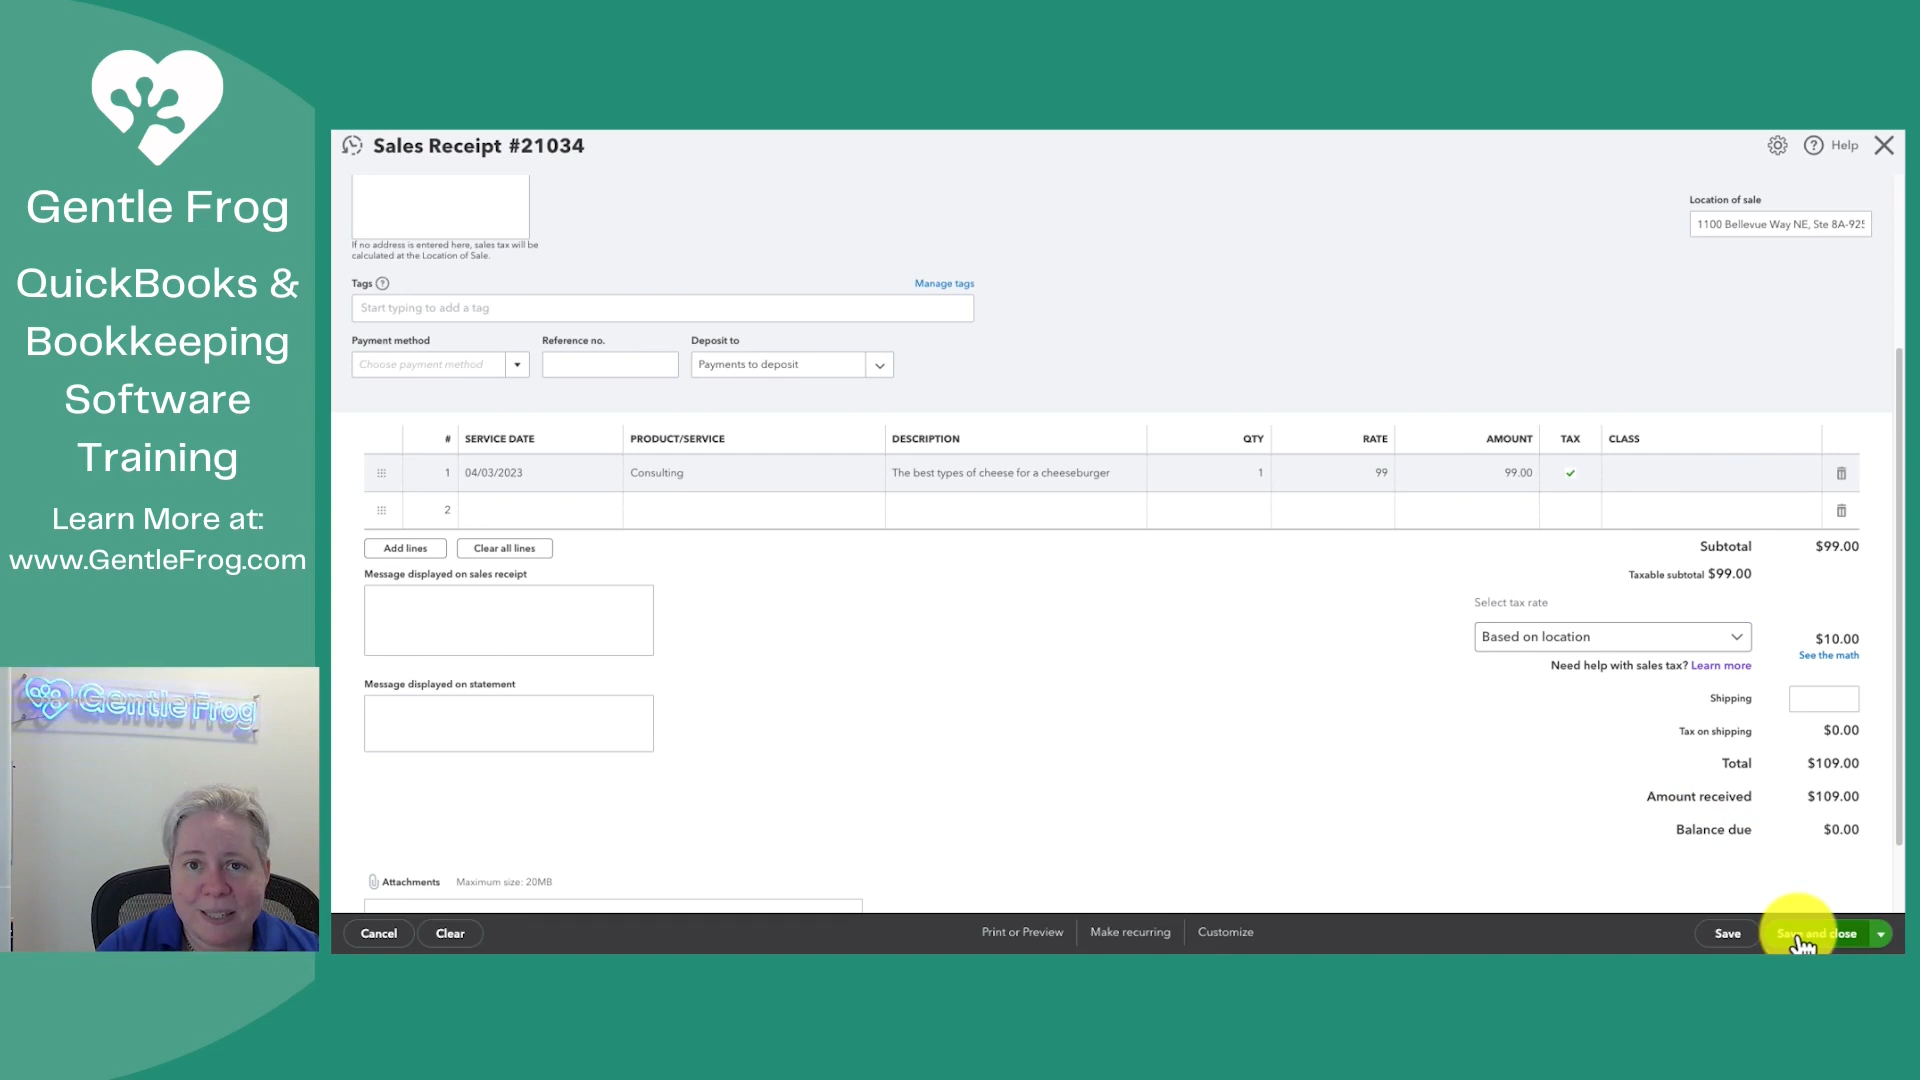 Gentle Frog
QuickBooks &
Bookkeeping
Software
Training
Learn More at:
www.GentleFrog.com
Gentle Frog
Sales Receipt #21034
Help
Location of sale
1100 Bellevue Way NE, Ste 8A-925
If no address is entered here, sales tax will be
calculated at the Location of Sale.
Tags
Manage tags
Start typing to add a tag
Payment method
Reference no.
Deposit to
Choose payment method
Payments to deposit
# SERVICE DATE PRODUCT/SERVICE DESCRIPTION QTY RATE AMOUNT TAX CLASS
1 04/03/2023 Consulting The best types of cheese for a cheeseburger 1 99 99.00
2
Add lines
Clear all lines
Subtotal $99.00
Message displayed on sales receipt
Taxable subtotal $99.00
Select tax rate
Based on location
$10.00
See the math
Need help with sales tax? Learn more
Message displayed on statement
Shipping
Tax on shipping $0.00
Total $109.00
Amount received $109.00
Balance due $0.00
Attachments Maximum size: 20MB
Cancel
Clear
Print or Preview
Make recurring
Customize
Save
Save and close